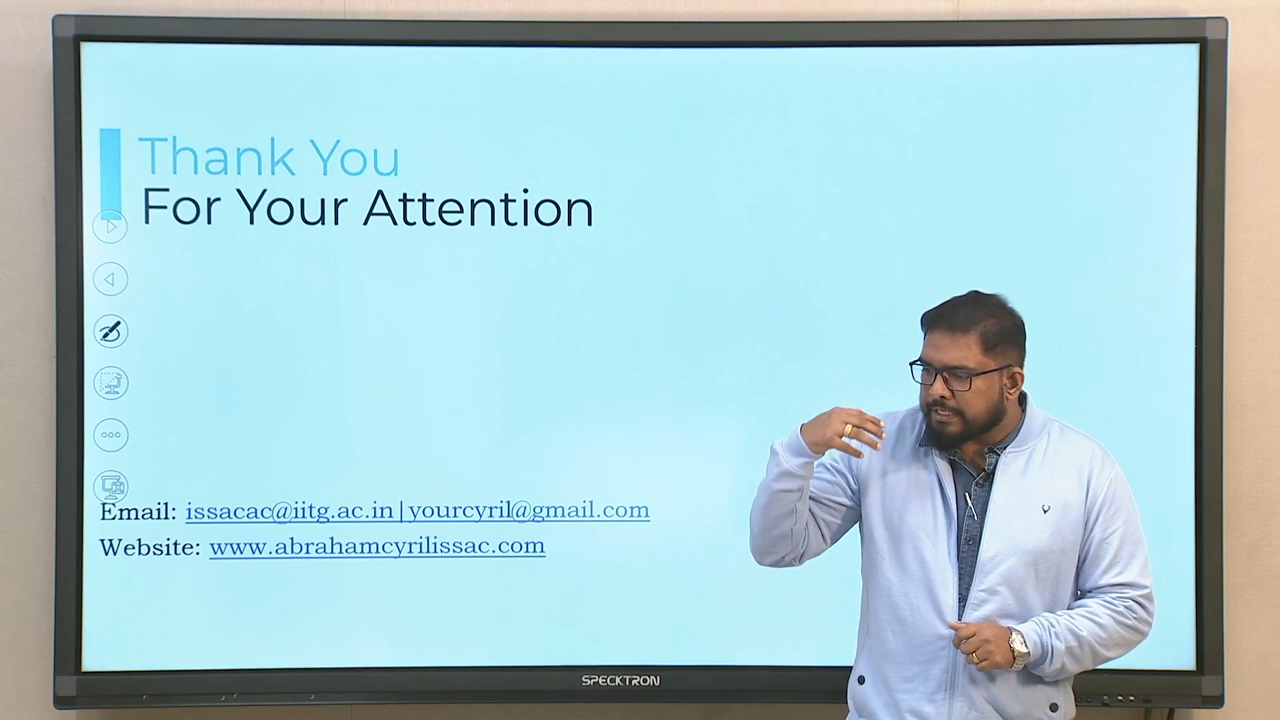 Thank You
For Your Attention
Email: issacac@iitg.ac.in|yourcyril@gmail.com
Website: www.abrahamcyrilissac.com
SPECKTRON